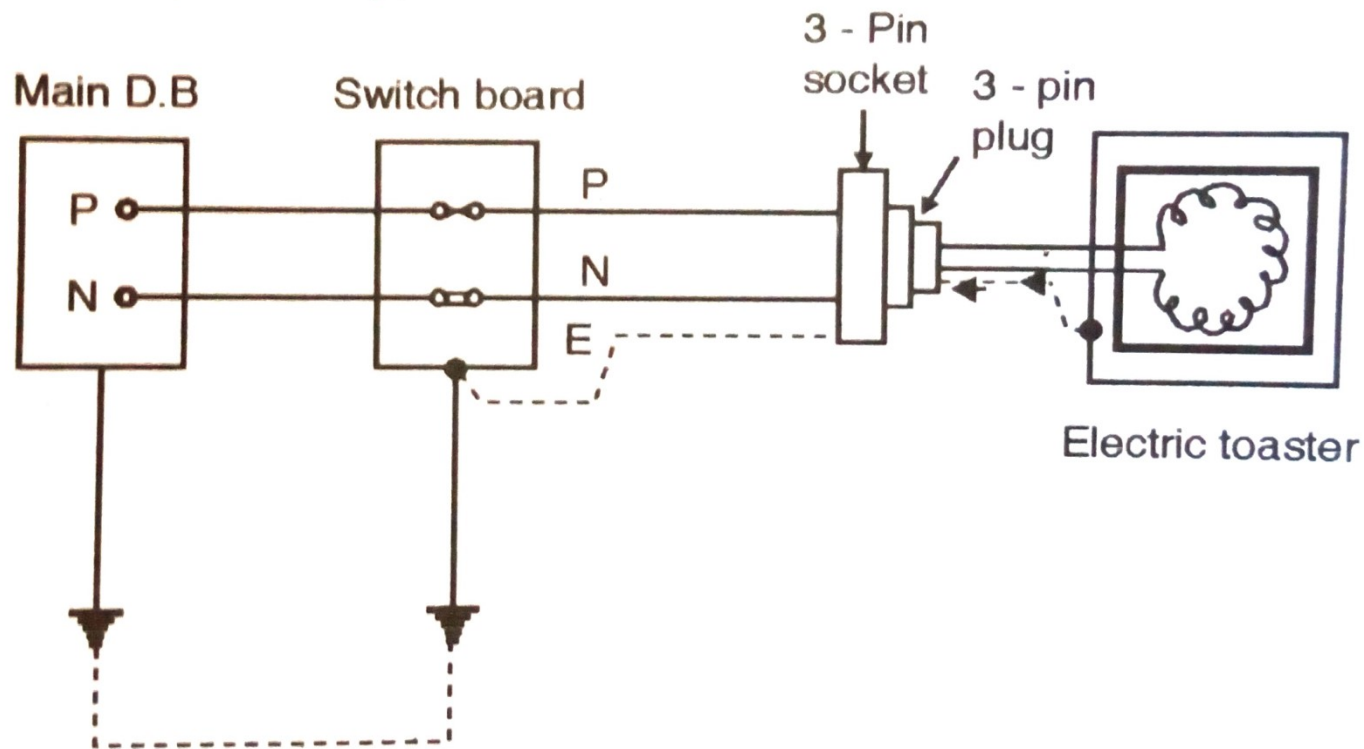 3 - Pin
socket
3 - pin
plug
Main D.B
Switch board
P
P
N
N
E
Electric toaster